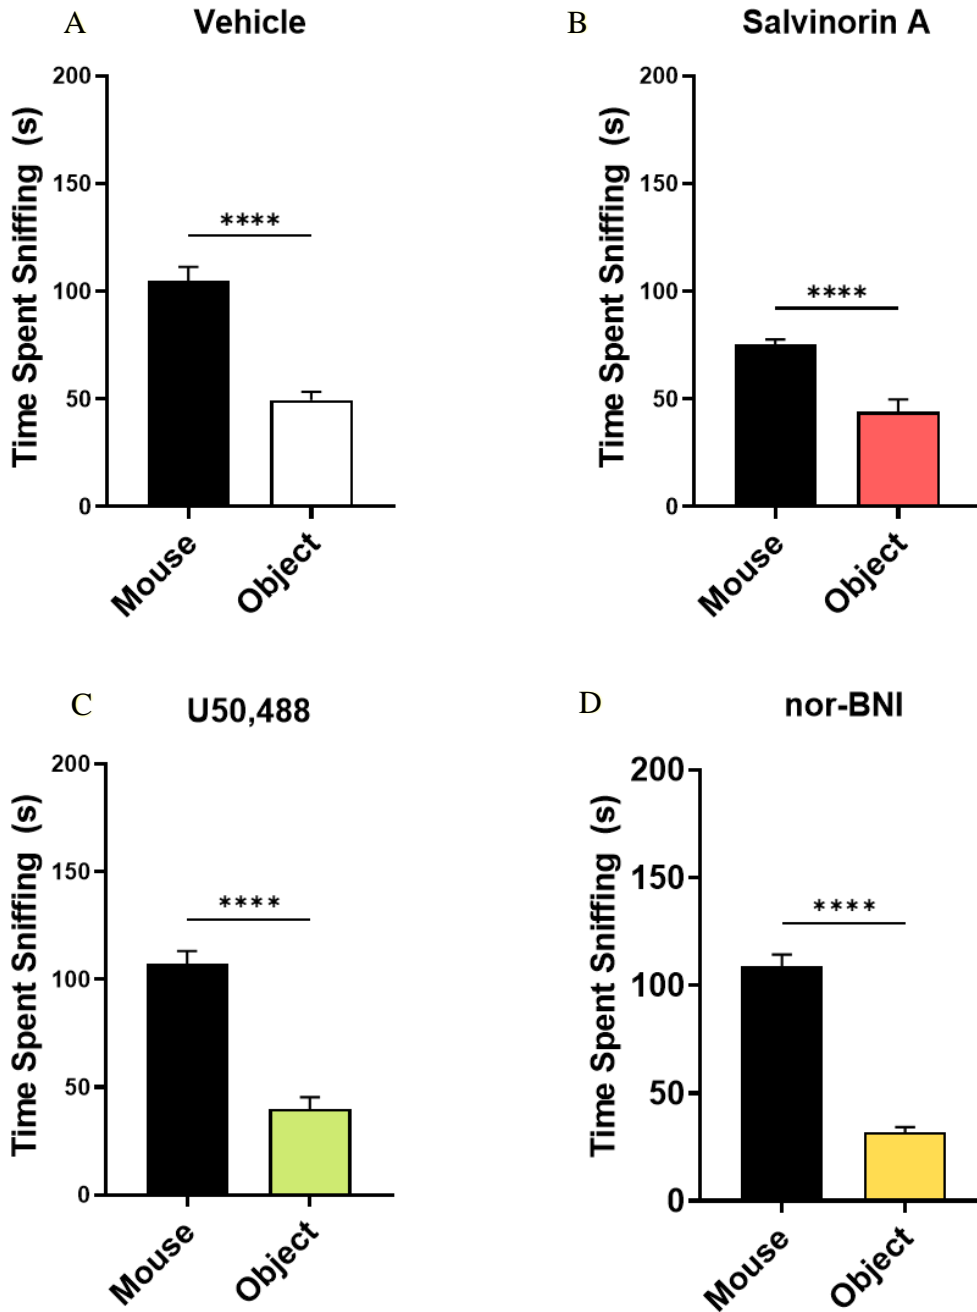 A
Vehicle
Time Spent Sniffing (s)
200
150
100
50
0
****
Mouse
Object
B
Salvinorin A
Time Spent Sniffing (s)
200
150
100
50
0
****
Mouse
Object
C
U50,488
Time Spent Sniffing (s)
200
150
100
50
0
****
Mouse
Object
D
nor-BNI
Time Spent Sniffing (s)
200
150
100
50
0
****
Mouse
Object